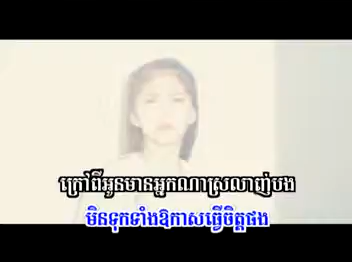 ក្រៅពីអូនមានអ្នកណាស្រលាញ់បង
មិនទុកទាំងឱកាសធ្វើចិត្តផង